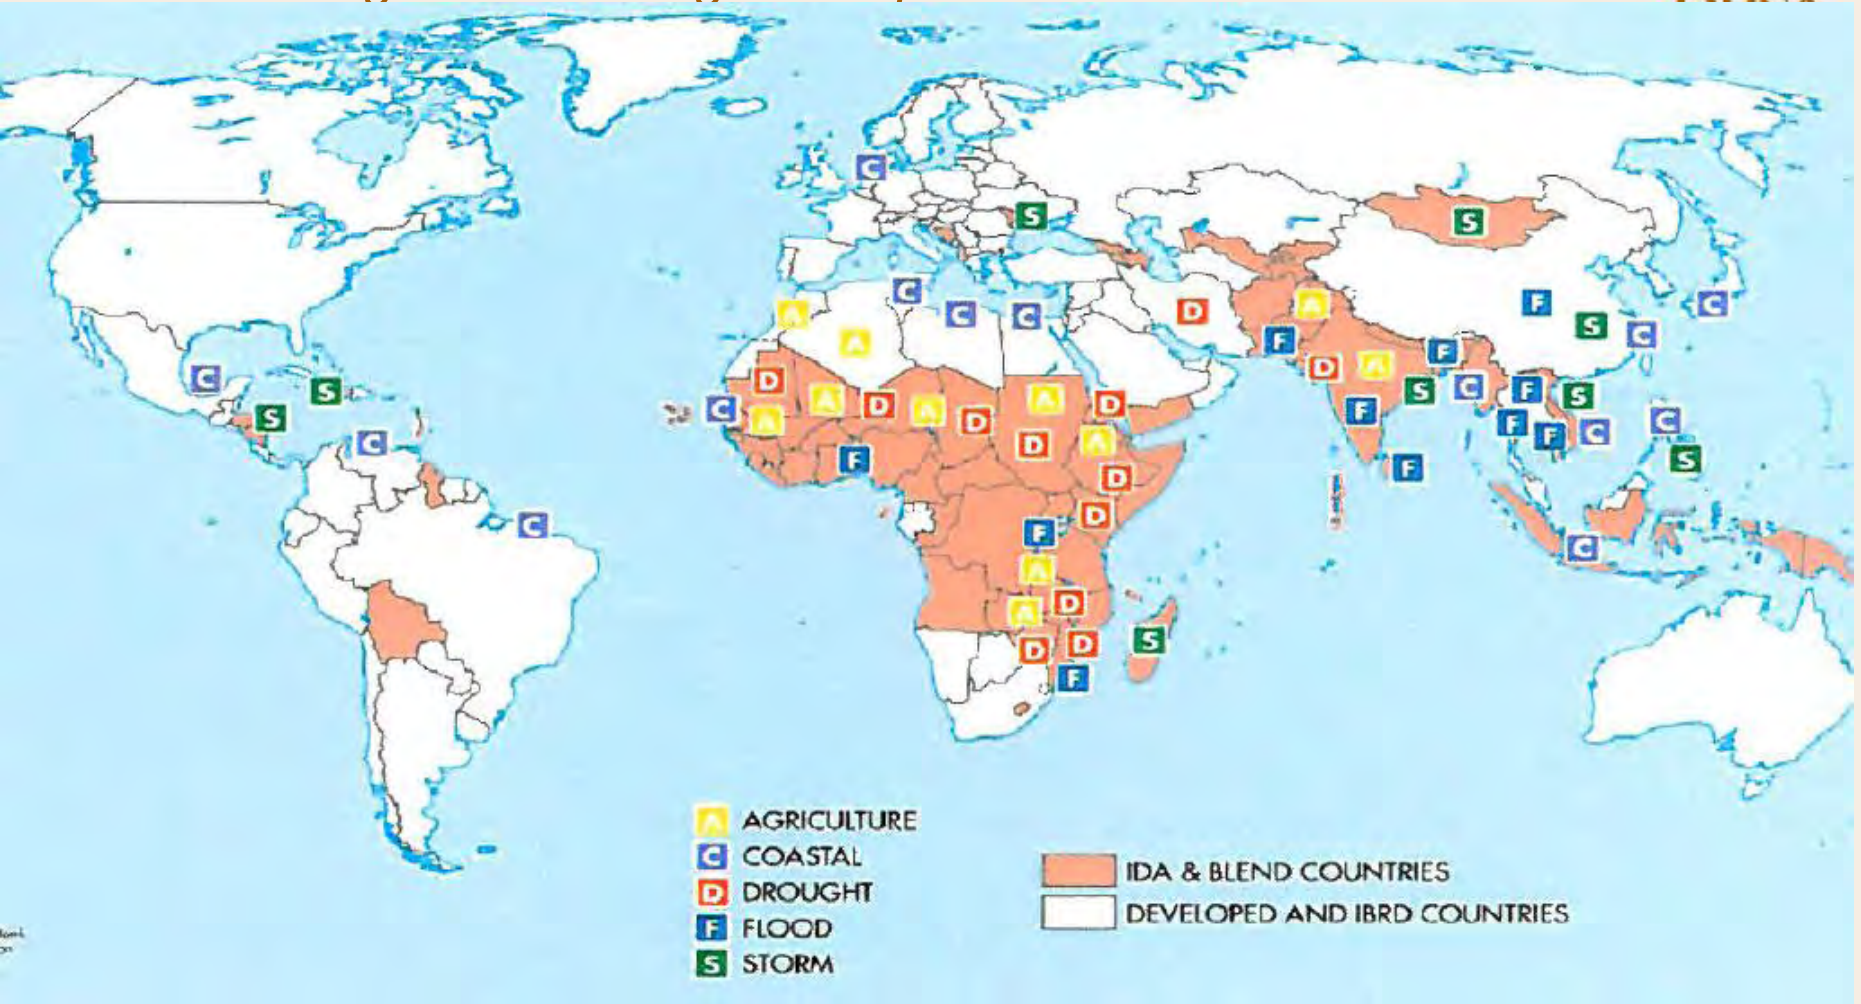 C
S S
C A F C
A C C D S
C
A F F
D A
C D
S S C F S
A D A D
C A F
S A D F C
F C
C D A
F F S
D
D
C F
C
A
A D
D D S
F
A AGRICULTURE
C COASTAL
D DROUGHT
F FLOOD
S STORM
IDA & BLEND COUNTRIES
DEVELOPED AND IBRD COUNTRIES